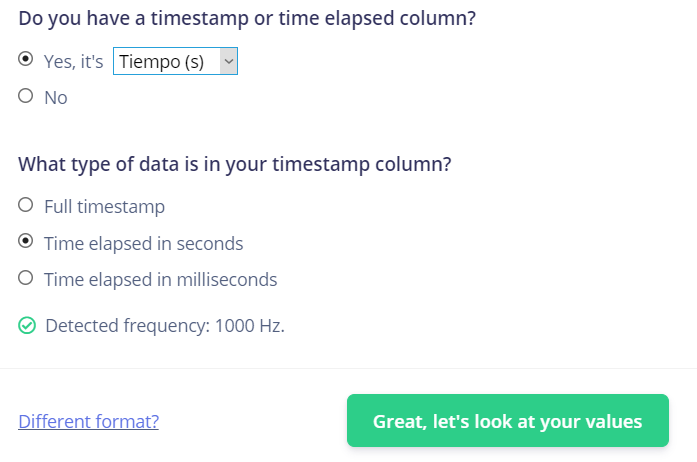 Do you have a timestamp or time elapsed column?
Yes, it's Tiempo (s)
No
What type of data is in your timestamp column?
Full timestamp
Time elapsed in seconds
Time elapsed in milliseconds
Detected frequency: 1000 Hz.
Different format?
Great, let's look at your values